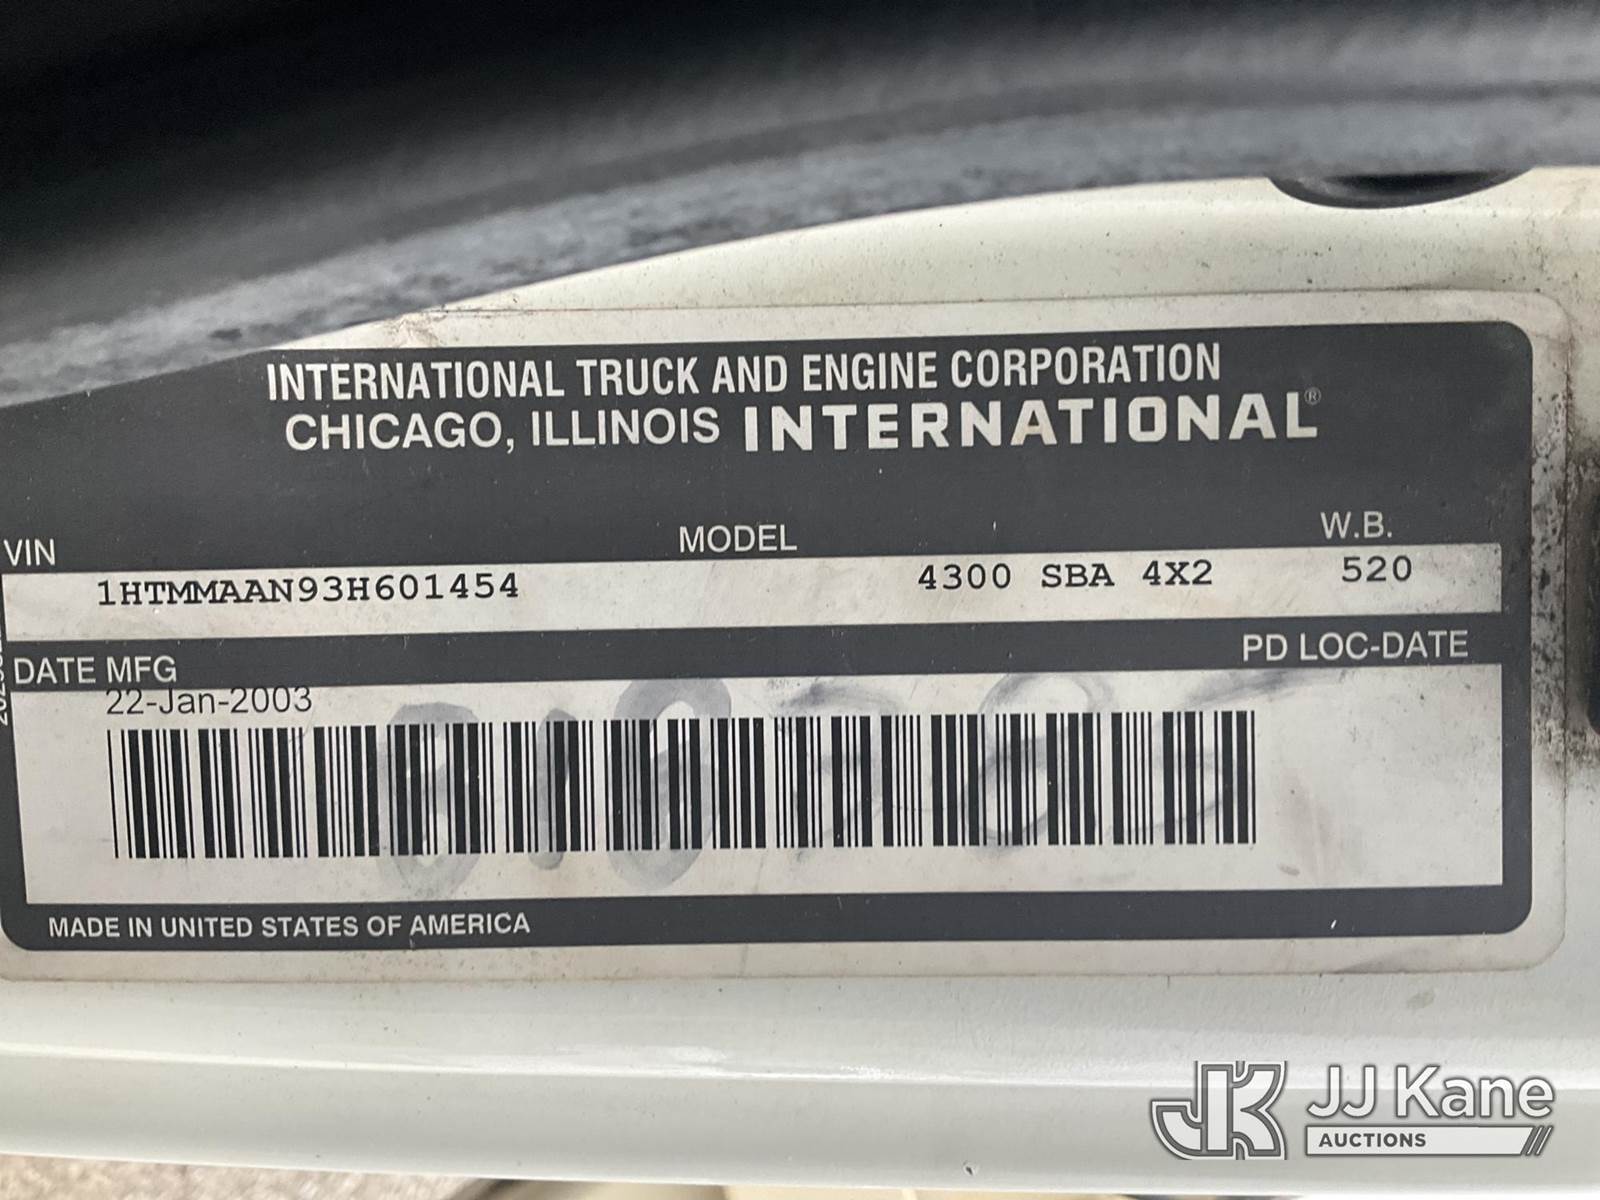 INTERNATIONAL TRUCK AND ENGINE CORPORATION
CHICAGO, ILLINOIS INTERNATIONAL®
VIN MODEL W.B.
1HTMMAAN93H601454 4300 SBA 4X2 520
DATE MFG PD LOC-DATE
22-Jan-2003
MADE IN UNITED STATES OF AMERICA
JK JJ Kane
AUCTIONS